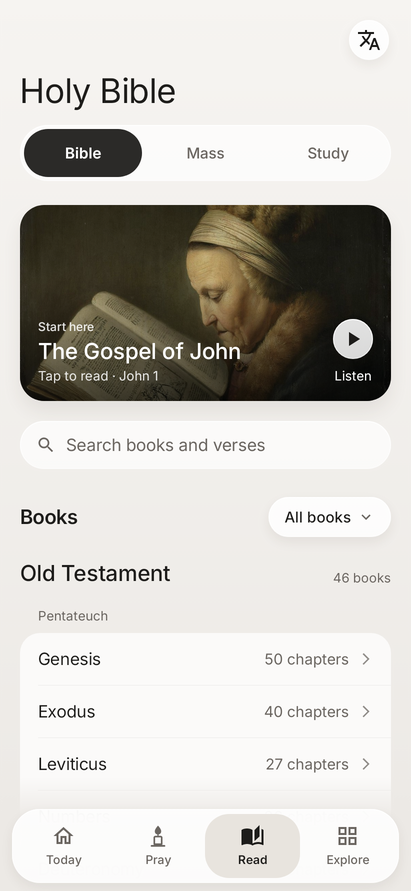 Holy Bible
Bible
Mass
Study
Start here
The Gospel of John
Tap to read · John 1
Listen
Search books and verses
Books
All books
Old Testament
46 books
Pentateuch
Genesis
50 chapters
Exodus
40 chapters
Leviticus
27 chapters
Today
Pray
Read
Explore